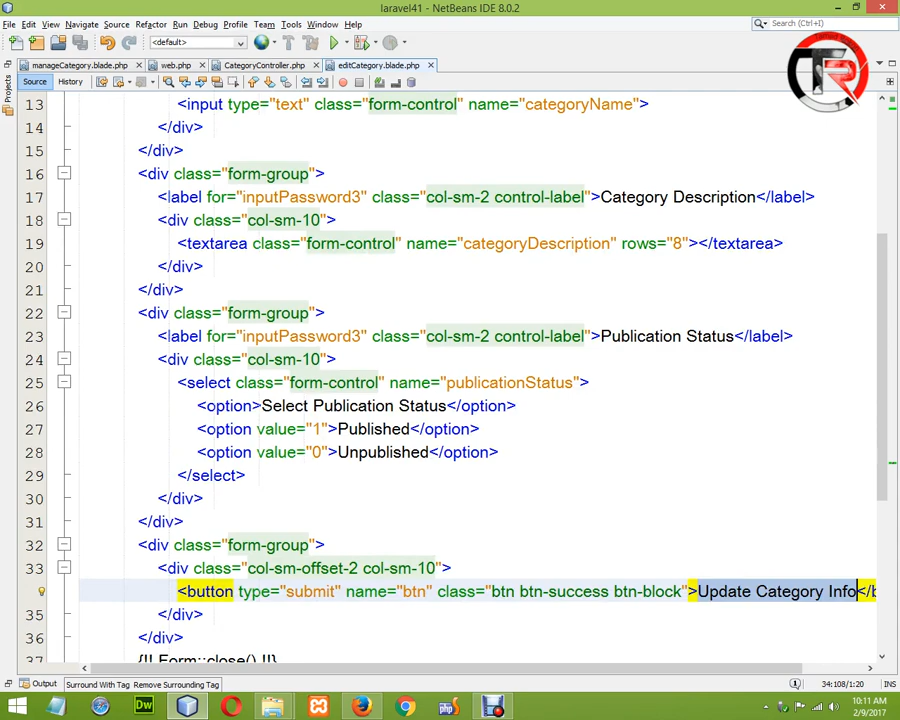 laravel41 - NetBeans IDE 8.0.2
File Edit View Navigate Source Refactor Run Debug Profile Team Tools Window Help
Search (Ctrl+I)
<default>
manageCategory.blade.php web.php CategoryController.php editCategory.blade.php
Source History
Projects
13 <input type="text" class="form-control" name="categoryName">
14 </div>
15 </div>
16 <div class="form-group">
17 <label for="inputPassword3" class="col-sm-2 control-label">Category Description</label>
18 <div class="col-sm-10">
19 <textarea class="form-control" name="categoryDescription" rows="8"></textarea>
20 </div>
21 </div>
22 <div class="form-group">
23 <label for="inputPassword3" class="col-sm-2 control-label">Publication Status</label>
24 <div class="col-sm-10">
25 <select class="form-control" name="publicationStatus">
26 <option>Select Publication Status</option>
27 <option value="1">Published</option>
28 <option value="0">Unpublished</option>
29 </select>
30 </div>
31 </div>
32 <div class="form-group">
33 <div class="col-sm-offset-2 col-sm-10">
<button type="submit" name="btn" class="btn btn-success btn-block">Update Category Info</b
35 </div>
36 </div>
37 {!! Form::close() !!}
Output Surround With Tag Remove Surrounding Tag 34:108/1:20 INS
Dw php
10:11 AM
2/9/2017